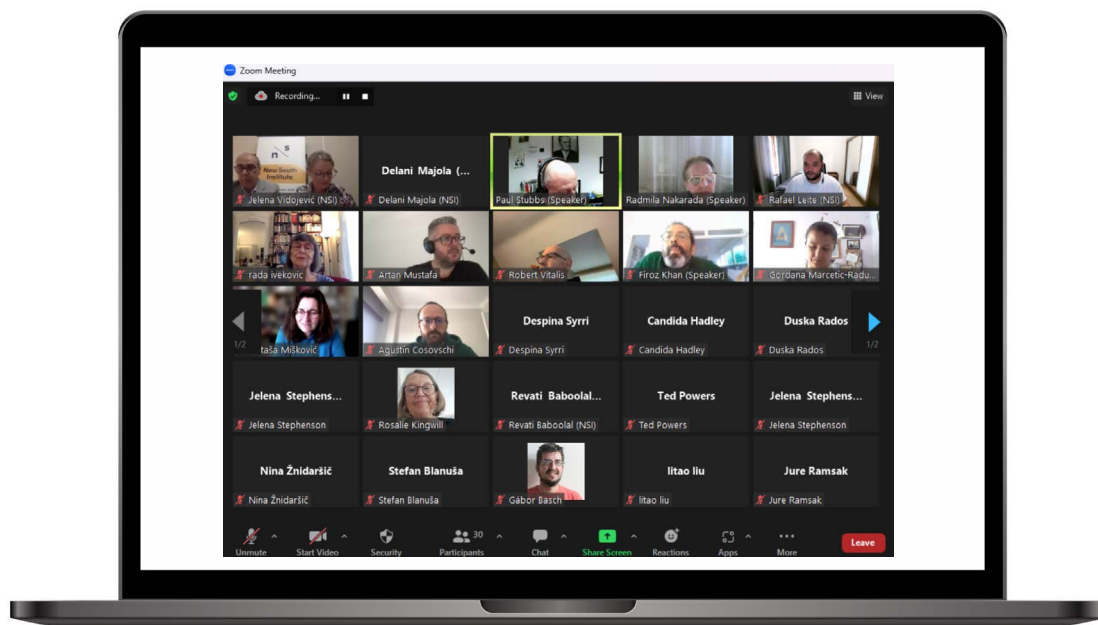 Zoom Meeting
Recording...
View
n s
New South
Institute
Jelena Vidojević (NSI)
Delani Majola (...
Delani Majola (NSI)
Paul Stubbs (Speaker)
Radmila Nakarada (Speaker)
Rafael Leite (NSI)
rada ivekovic
Artan Mustafa
Robert Vitalis
Firoz Khan (Speaker)
Gordana Marcetic-Radu...
1/2
taša Mišković
Agustin Cosovschi
Despina Syrri
Despina Syrri
Candida Hadley
Candida Hadley
Duska Rados
Duska Rados
1/2
Jelena Stephens...
Jelena Stephenson
Rosalie Kingwill
Revati Baboolal...
Revati Baboolal (NSI)
Ted Powers
Ted Powers
Jelena Stephens...
Jelena Stephenson
Nina Žnidaršič
Nina Žnidaršič
Stefan Blanuša
Stefan Blanuša
Gábor Basch
litao liu
litao liu
Jure Ramsak
Jure Ramsak
Unmute
Start Video
Security
30
Participants
Chat
Share Screen
Reactions
Apps
More
Leave